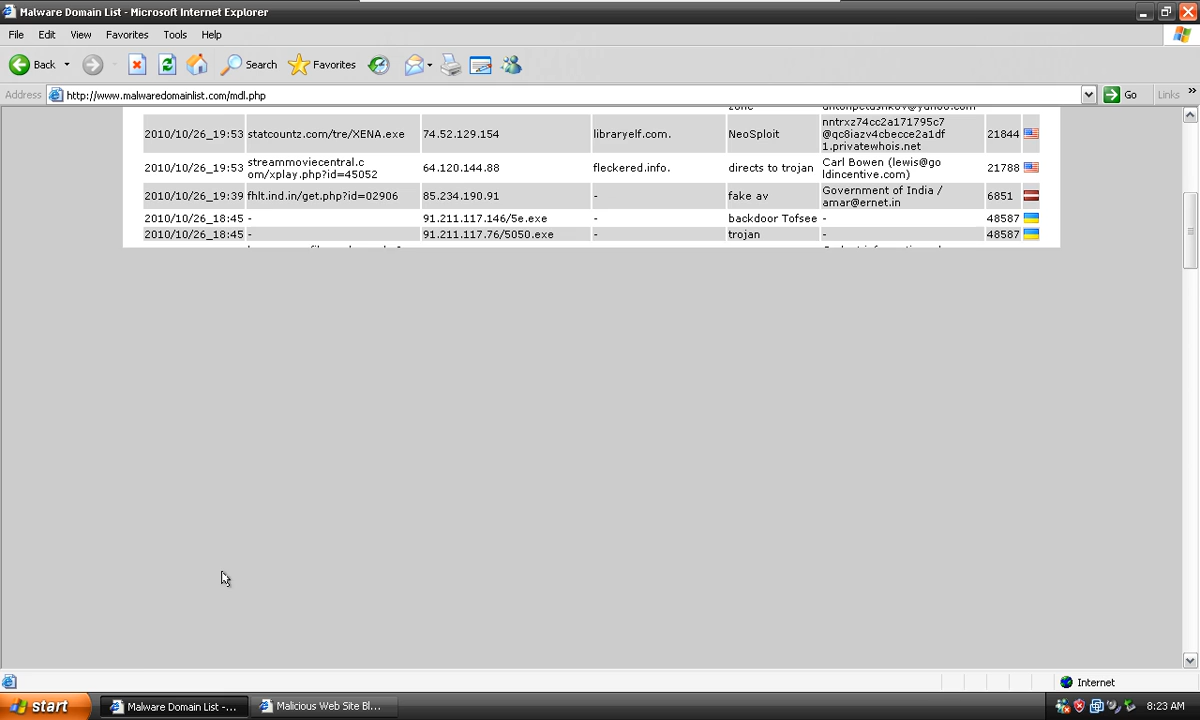 Malware Domain List - Microsoft Internet Explorer
File Edit View Favorites Tools Help
Back Search Favorites
Address http://www.malwaredomainlist.com/mdl.php Go Links »
zone antonpetushkov@yahoo.com
2010/10/26_19:53 statcountz.com/tre/XENA.exe 74.52.129.154 libraryelf.com. NeoSploit nntrxz74cc2a171795c7
@qc8iazv4cbecce2a1df
1.privatewhois.net 21844
2010/10/26_19:53 streammoviecentral.c
om/xplay.php?id=45052 64.120.144.88 fleckered.info. directs to trojan Carl Bowen (lewis@go
ldincentive.com) 21788
2010/10/26_19:39 fhlt.ind.in/get.php?id=02906 85.234.190.91 - fake av Government of India /
amar@ernet.in 6851
2010/10/26_18:45 - 91.211.117.146/5e.exe - backdoor Tofsee - 48587
2010/10/26_18:45 - 91.211.117.76/5050.exe - trojan - 48587
Internet
start Malware Domain List -... Malicious Web Site Bl... 8:23 AM